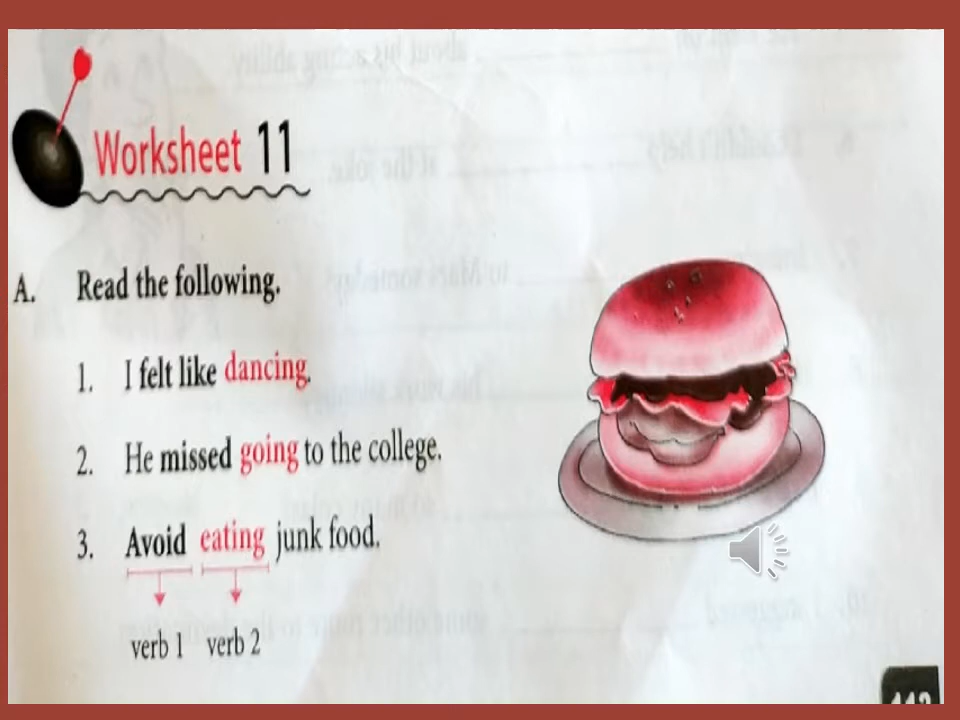 Worksheet 11
A. Read the following.
1. I felt like dancing.
2. He missed going to the college.
3. Avoid eating junk food.
verb 1 verb 2